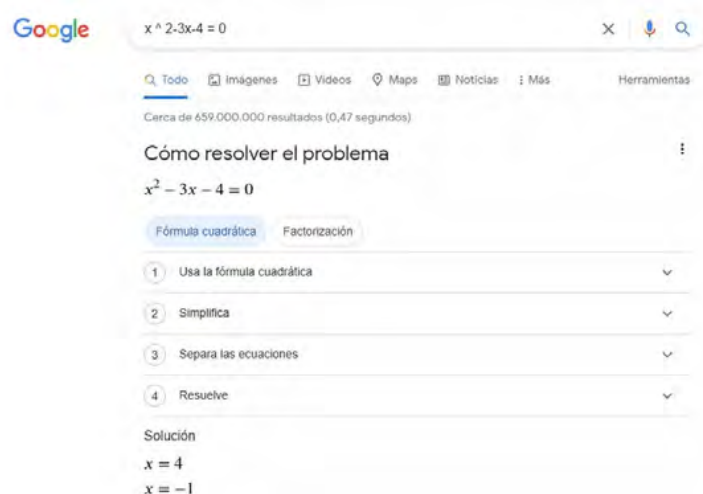 Google
x ^ 2-3x-4 = 0
Todo Imágenes Videos Maps Noticias Más Herramientas
Cerca de 659.000.000 resultados (0,47 segundos)
Cómo resolver el problema
x² − 3x − 4 = 0
Fórmula cuadrática Factorización
1 Usa la fórmula cuadrática
2 Simplifica
3 Separa las ecuaciones
4 Resuelve
Solución
x = 4
x = −1